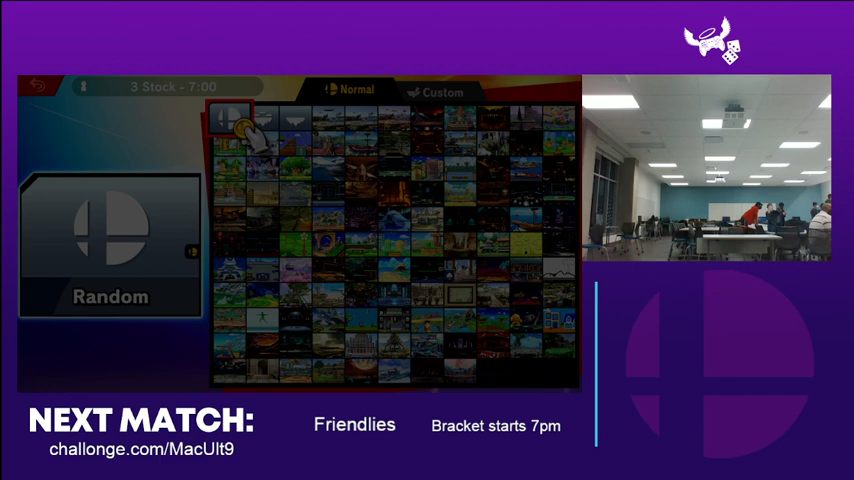 3 Stock - 7:00
Normal
Custom
Random
NEXT MATCH:
challonge.com/MacUlt9
Friendlies
Bracket starts 7pm